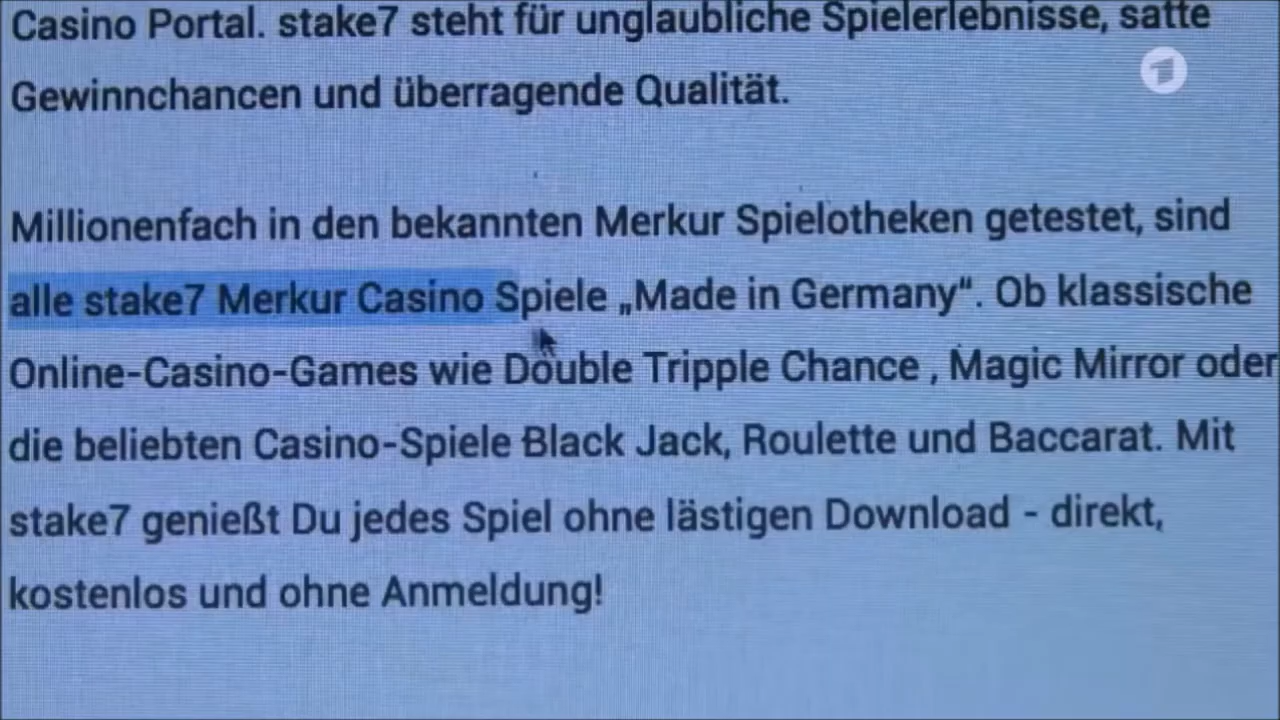 Casino Portal. stake7 steht für unglaubliche Spielerlebnisse, satte
Gewinnchancen und überragende Qualität.
Millionenfach in den bekannten Merkur Spielotheken getestet, sind
alle stake7 Merkur Casino Spiele „Made in Germany“. Ob klassische
Online-Casino-Games wie Double Tripple Chance , Magic Mirror oder
die beliebten Casino-Spiele Black Jack, Roulette und Baccarat. Mit
stake7 genießt Du jedes Spiel ohne lästigen Download - direkt,
kostenlos und ohne Anmeldung!